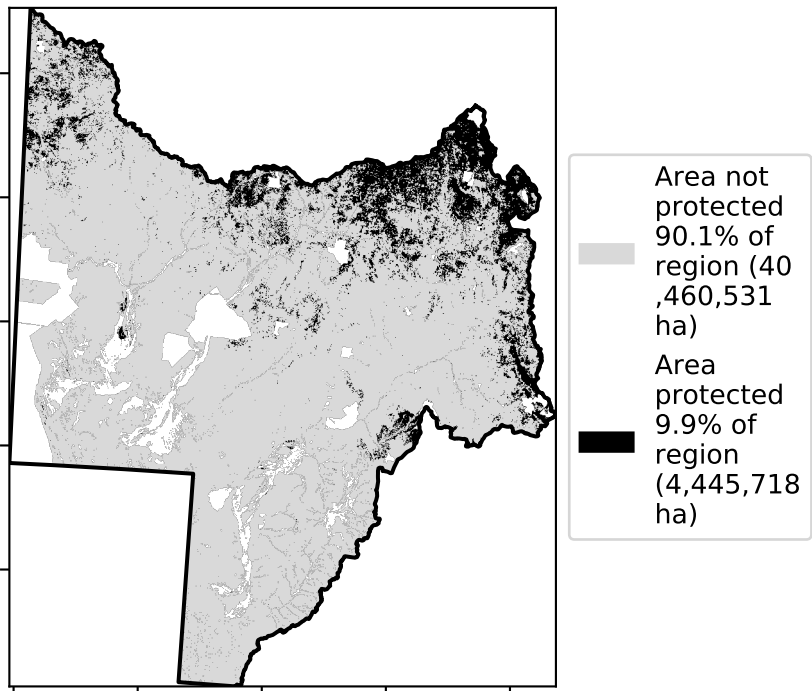 Area not
protected
90.1% of
region (40
,460,531
ha)
Area
protected
9.9% of
region
(4,445,718
ha)